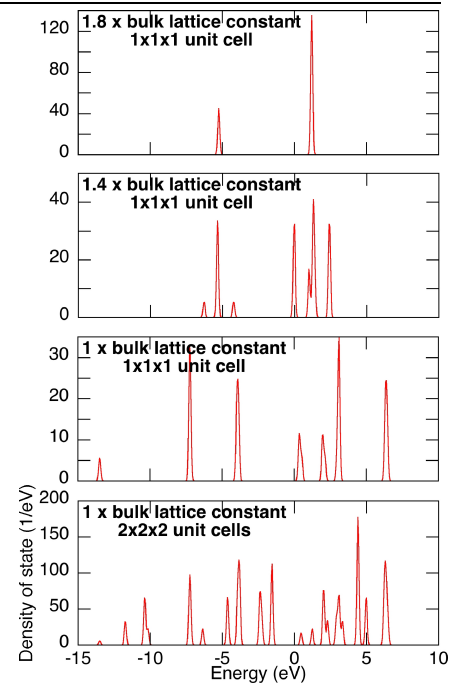 1.8 x bulk lattice constant
1x1x1 unit cell
120
80
40
0
1.4 x bulk lattice constant
1x1x1 unit cell
40
20
0
1 x bulk lattice constant
1x1x1 unit cell
30
20
10
0
1 x bulk lattice constant
2x2x2 unit cells
200
150
100
50
0
-15 -10 -5 0 5 10
Energy (eV)
Density of state (1/eV)